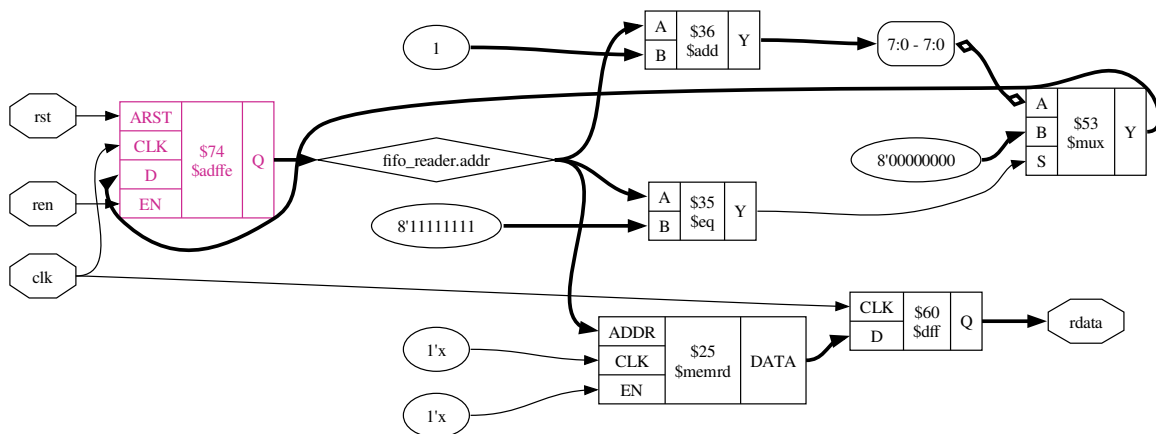 rst
ren
clk
ARST
CLK
D
EN
$74
$adffe
Q
fifo_reader.addr
1
A
B
$36
$add
Y
7:0 - 7:0
8'11111111
A
B
$35
$eq
Y
8'00000000
A
B
S
$53
$mux
Y
1'x
1'x
ADDR
CLK
EN
$25
$memrd
DATA
CLK
D
$60
$dff
Q
rdata